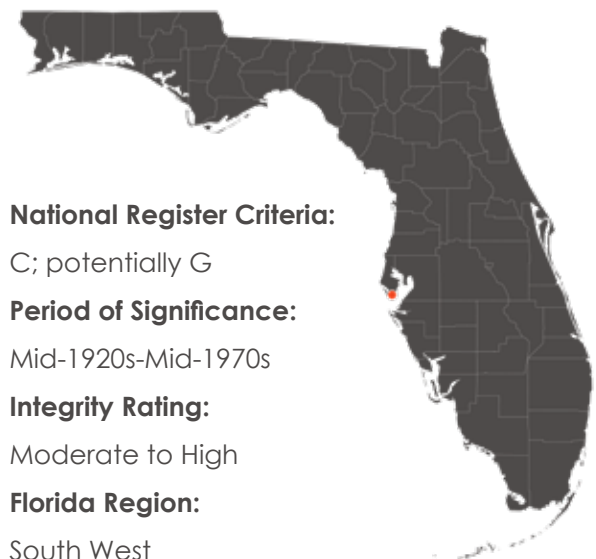 National Register Criteria:
C; potentially G
Period of Significance:
Mid-1920s-Mid-1970s
Integrity Rating:
Moderate to High
Florida Region:
South West